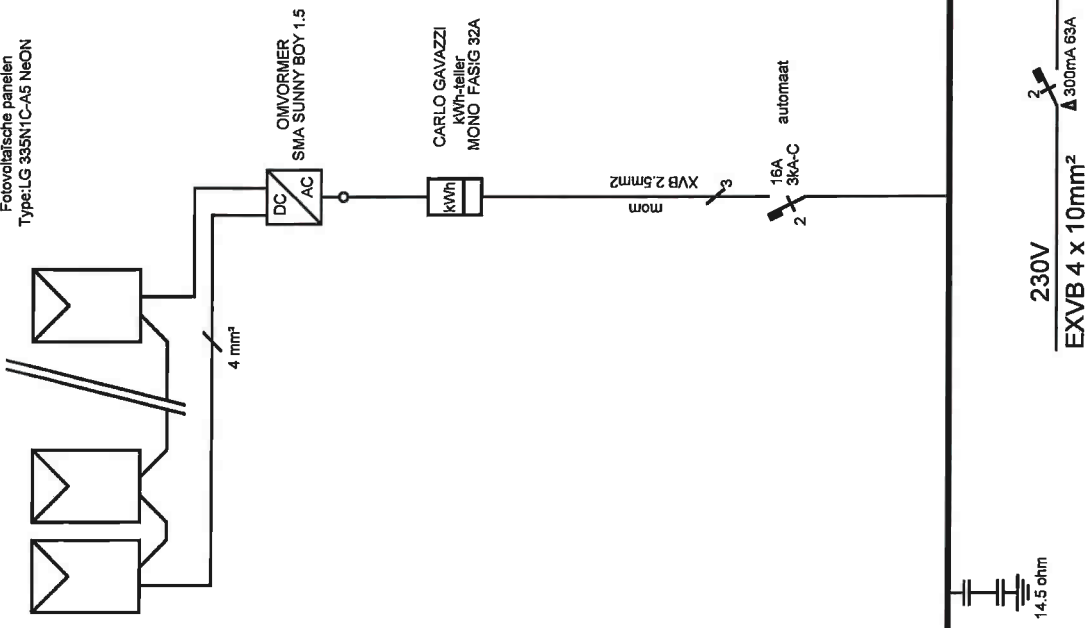 Fotovoltaïsche panelen
Type:LG 335N1C-A5 NeON
OMVORMER
SMA SUNNY BOY 1.5
DC
AC
4 mm²
CARLO GAVAZZI
kWh-teller
MONO FASIG 32A
kWh
XVB 2.5mm2
mom
3
16A
3kA-C
automaat
2
2
Δ 300mA 63A
230V
EXVB 4 x 10mm²
14.5 ohm